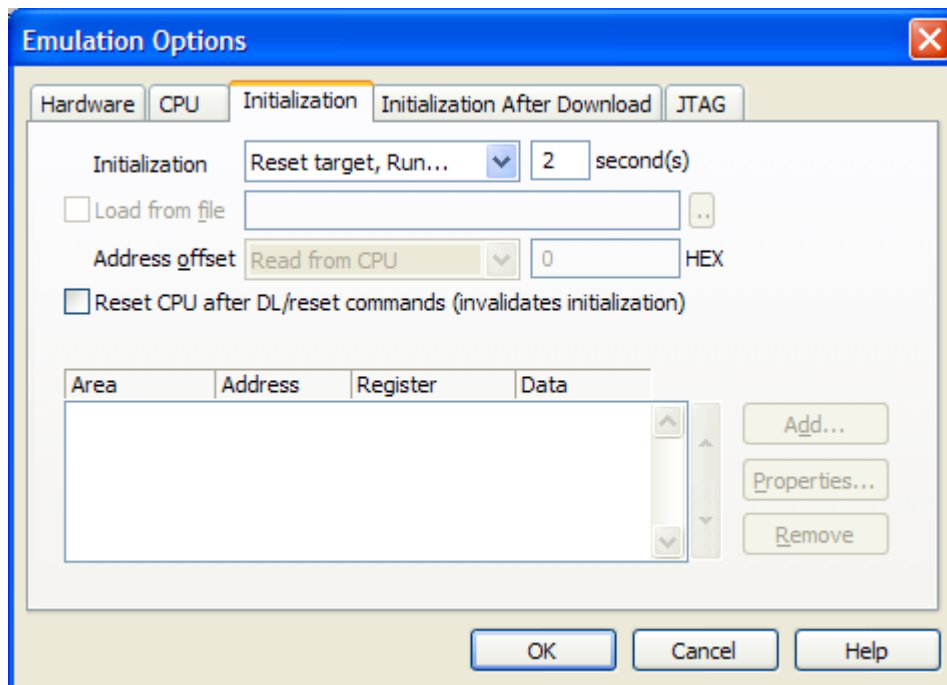 Emulation Options
Hardware CPU Initialization Initialization After Download JTAG
Initialization Reset target, Run... 2 second(s)
Load from file ..
Address offset Read from CPU 0 HEX
Reset CPU after DL/reset commands (invalidates initialization)
Area Address Register Data
Add...
Properties...
Remove
OK Cancel Help